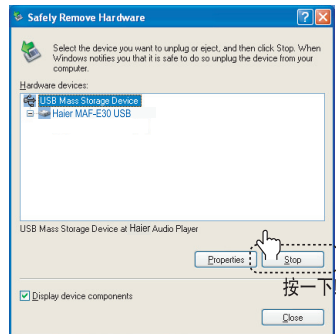 Safely Remove Hardware
Select the device you want to unplug or eject, and then click Stop. When
Windows notifies you that it is safe to do so unplug the device from your
computer.
Hardware devices:
USB Mass Storage Device
Haier MAF-E30 USB
USB Mass Storage Device at Haier Audio Player
Properties
Stop
按一下
Display device components
Close